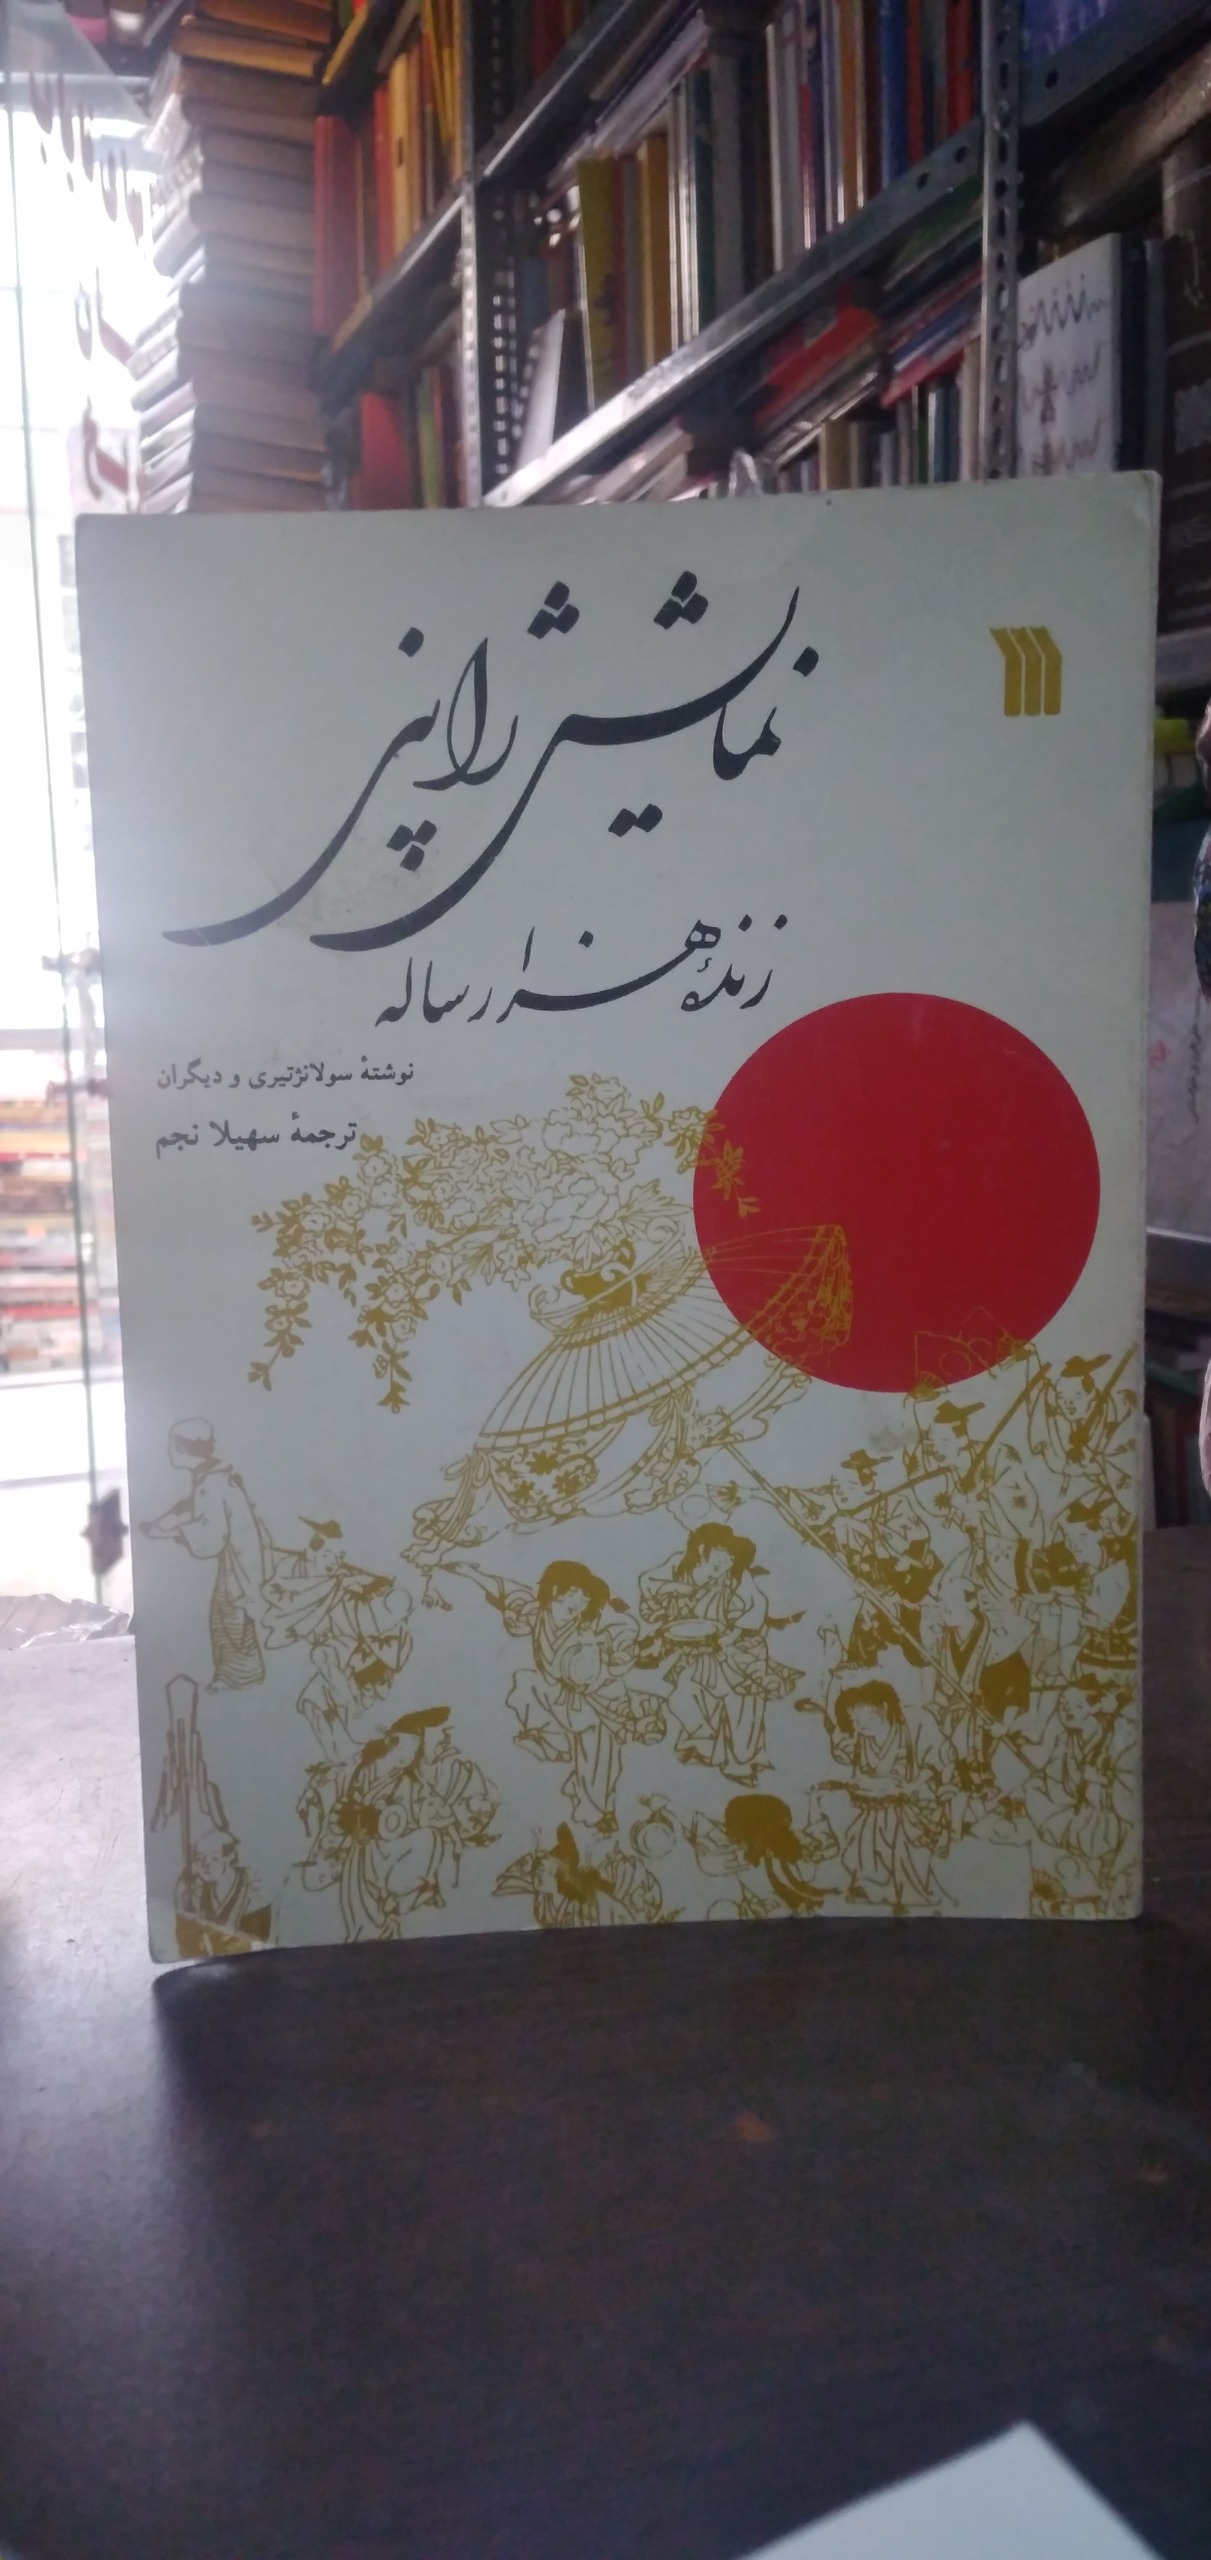 نمایش ژاپنی
زندهٔ هزار ساله
نوشتهٔ سولانژتیری و دیگران
ترجمهٔ سهیلا نجم